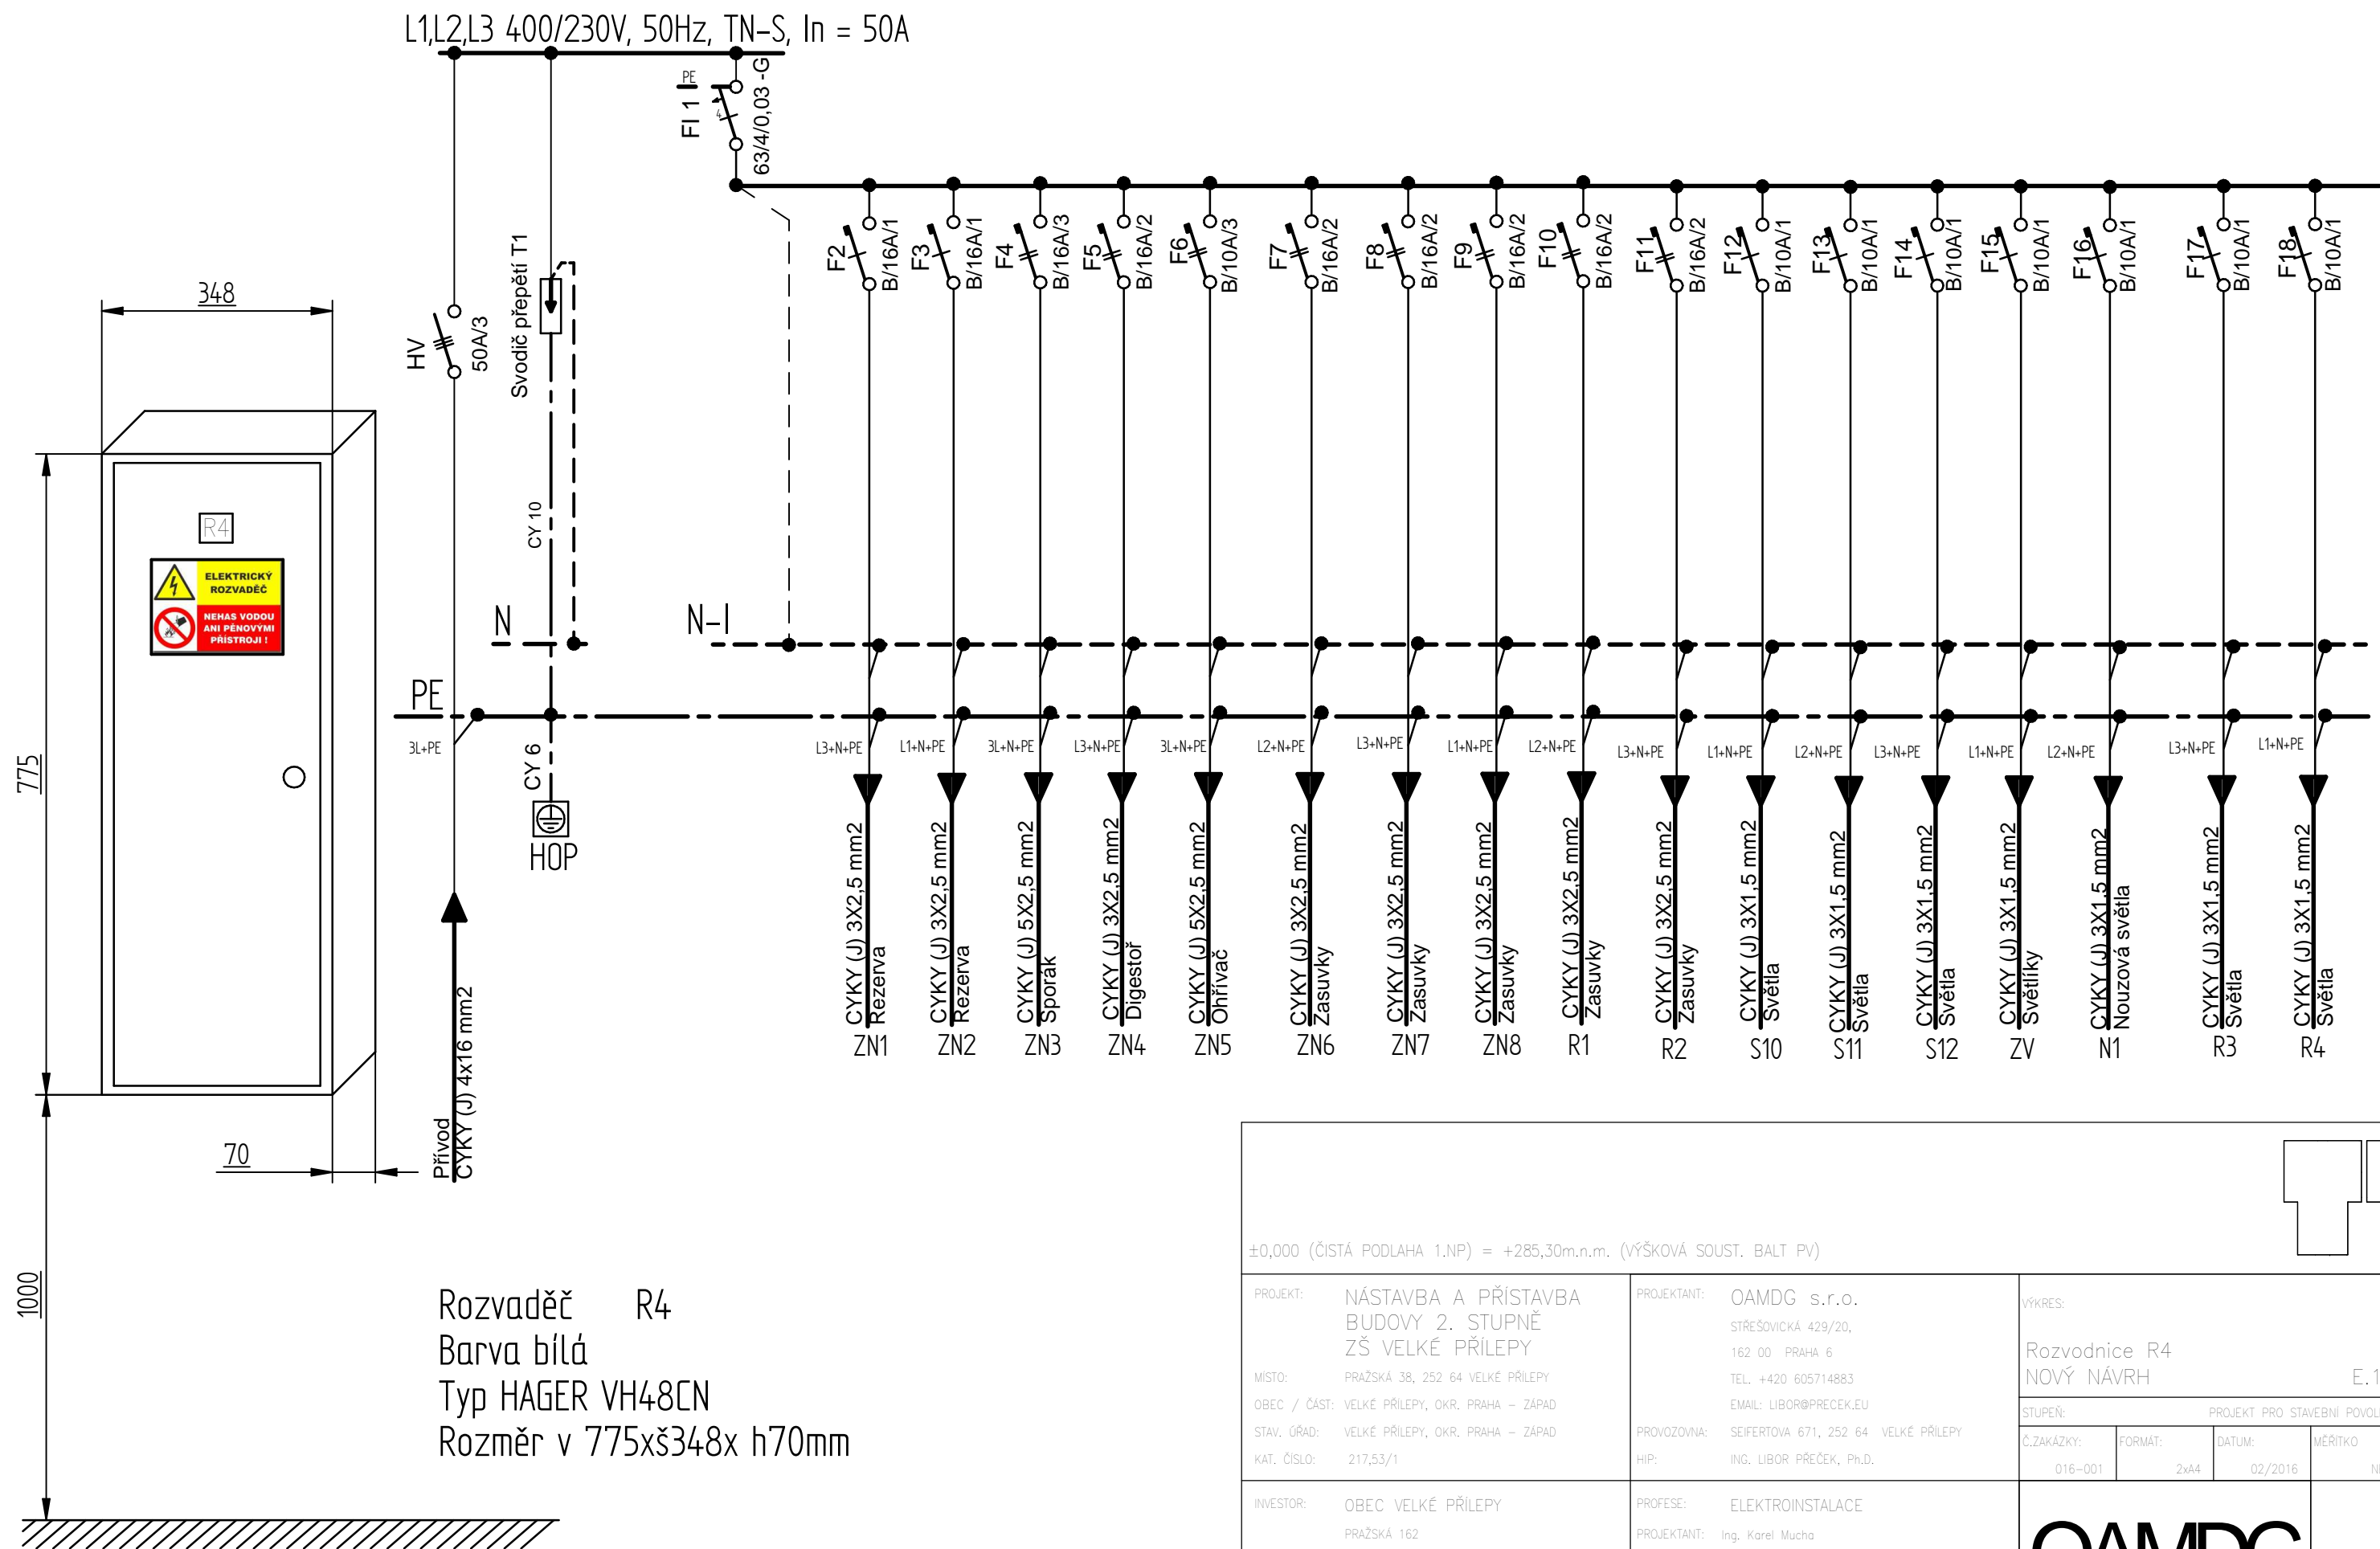 L1,L2,L3 400/230V, 50Hz, TN-S, In = 50A
PE
FI 1
4
63/4/0,03 -G
HV
50A/3
Svodič přepětí T1
CY 10
F2
B/16A/1
F3
B/16A/1
F4
B/16A/3
F5
B/16A/2
F6
B/10A/3
F7
B/16A/2
F8
B/16A/2
F9
B/16A/2
F10
B/16A/2
F11
B/16A/2
F12
B/10A/1
F13
B/10A/1
F14
B/10A/1
F15
B/10A/1
F16
B/10A/1
F17
B/10A/1
F18
B/10A/1
348
R4
ELEKTRICKÝ
ROZVADĚČ
NEHAS VODOU
ANI PĚNOVÝMI
PŘÍSTROJI !
775
70
1000
N
N-I
PE
3L+PE
CY 6
HOP
L3+N+PE
L1+N+PE
3L+N+PE
L3+N+PE
3L+N+PE
L2+N+PE
L3+N+PE
L1+N+PE
L2+N+PE
L3+N+PE
L1+N+PE
L2+N+PE
L3+N+PE
L1+N+PE
L2+N+PE
L3+N+PE
L1+N+PE
Přívod
CYKY (J) 4x16 mm2
CYKY (J) 3X2,5 mm2
Rezerva
ZN1
CYKY (J) 3X2,5 mm2
Rezerva
ZN2
CYKY (J) 5X2,5 mm2
Sporák
ZN3
CYKY (J) 3X2,5 mm2
Digestoř
ZN4
CYKY (J) 5X2,5 mm2
Ohřívač
ZN5
CYKY (J) 3X2,5 mm2
Zasuvky
ZN6
CYKY (J) 3X2,5 mm2
Zasuvky
ZN7
CYKY (J) 3X2,5 mm2
Zasuvky
ZN8
CYKY (J) 3X2,5 mm2
Zasuvky
R1
CYKY (J) 3X2,5 mm2
Zasuvky
R2
CYKY (J) 3X1,5 mm2
Světla
S10
CYKY (J) 3X1,5 mm2
Světla
S11
CYKY (J) 3X1,5 mm2
Světla
S12
CYKY (J) 3X1,5 mm2
Světlíky
ZV
CYKY (J) 3X1,5 mm2
Nouzová světla
N1
CYKY (J) 3X1,5 mm2
Světla
R3
CYKY (J) 3X1,5 mm2
Světla
R4
Rozvaděč R4
Barva bílá
Typ HAGER VH48CN
Rozměr v 775xš348x h70mm
±0,000 (ČISTÁ PODLAHA 1.NP) = +285,30m.n.m. (VÝŠKOVÁ SOUST. BALT PV)
PROJEKT: NÁSTAVBA A PŘÍSTAVBA
BUDOVY 2. STUPNĚ
ZŠ VELKÉ PŘÍLEPY
MÍSTO: PRAŽSKÁ 38, 252 64 VELKÉ PŘÍLEPY
OBEC / ČÁST: VELKÉ PŘÍLEPY, OKR. PRAHA - ZÁPAD
STAV. ÚŘAD: VELKÉ PŘÍLEPY, OKR. PRAHA - ZÁPAD
KAT. ČÍSLO: 217,53/1
INVESTOR: OBEC VELKÉ PŘÍLEPY
PRAŽSKÁ 162
PROJEKTANT: OAMDG s.r.o.
STŘEŠOVICKÁ 429/20,
162 00 PRAHA 6
TEL. +420 605714883
EMAIL: LIBOR@PRECEK.EU
PROVOZOVNA: SEIFERTOVA 671, 252 64 VELKÉ PŘÍLEPY
HIP: ING. LIBOR PŘEČEK, Ph.D.
PROFESE: ELEKTROINSTALACE
PROJEKTANT: Ing. Karel Mucha
VÝKRES:
Rozvodnice R4
NOVÝ NÁVRH E.1
STUPEŇ: PROJEKT PRO STAVEBNÍ POVOL
Č.ZAKÁZKY: FORMÁT: DATUM: MĚŘÍTKO
016-001 2xA4 02/2016
OAMDG